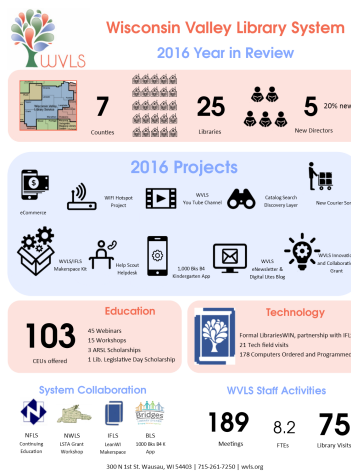 Wisconsin Valley Library System
2016 Year in Review
WVLS
7
Counties
25
Libraries
5
20% new
New Directors
2016 Projects
eCommerce
WiFi Hotspot
Project
WVLS
You Tube Channel
Catalog Search
Discovery Layer
New Courier Serv
WVLS/IFLS
Makerspace Kit
Help Scout
Helpdesk
1,000 Bks B4
Kindergarten App
WVLS
eNewsletter &
Digital Lites Blog
WVLS Innovatio
and Collaboratio
Grant
Education
103
CEUs offered
45 Webinars
15 Workshops
3 ARSL Scholarships
1 Lib. Legislative Day Scholarship
Technology
Formal LibrariesWIN, partnership with IFL
21 Tech field visits
178 Computers Ordered and Programmed
System Collaboration
NFLS
Continuing
Education
NWLS
LSTA Grant
Workshop
IFLS
LearnWI
Makerspace
Bridges
BLS
1000 Bks B4 K
App
WVLS Staff Activities
189
Meetings
8.2
FTEs
75
Library Visits
300 N 1st St. Wausau, WI 54403 | 715-261-7250 | wvls.org